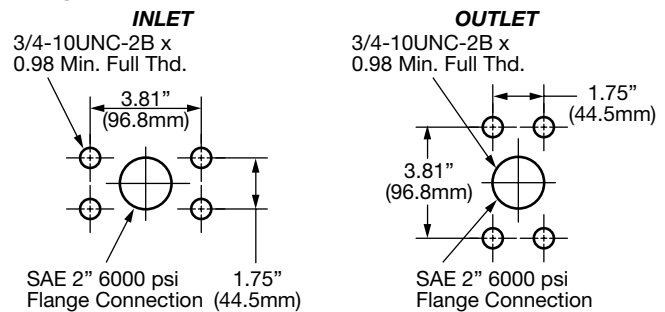 INLET
3/4-10UNC-2B x
0.98 Min. Full Thd.
3.81”
(96.8mm)
SAE 2” 6000 psi
Flange Connection
1.75”
(44.5mm)
OUTLET
3/4-10UNC-2B x
0.98 Min. Full Thd.
1.75”
(44.5mm)
3.81”
(96.8mm)
SAE 2” 6000 psi
Flange Connection